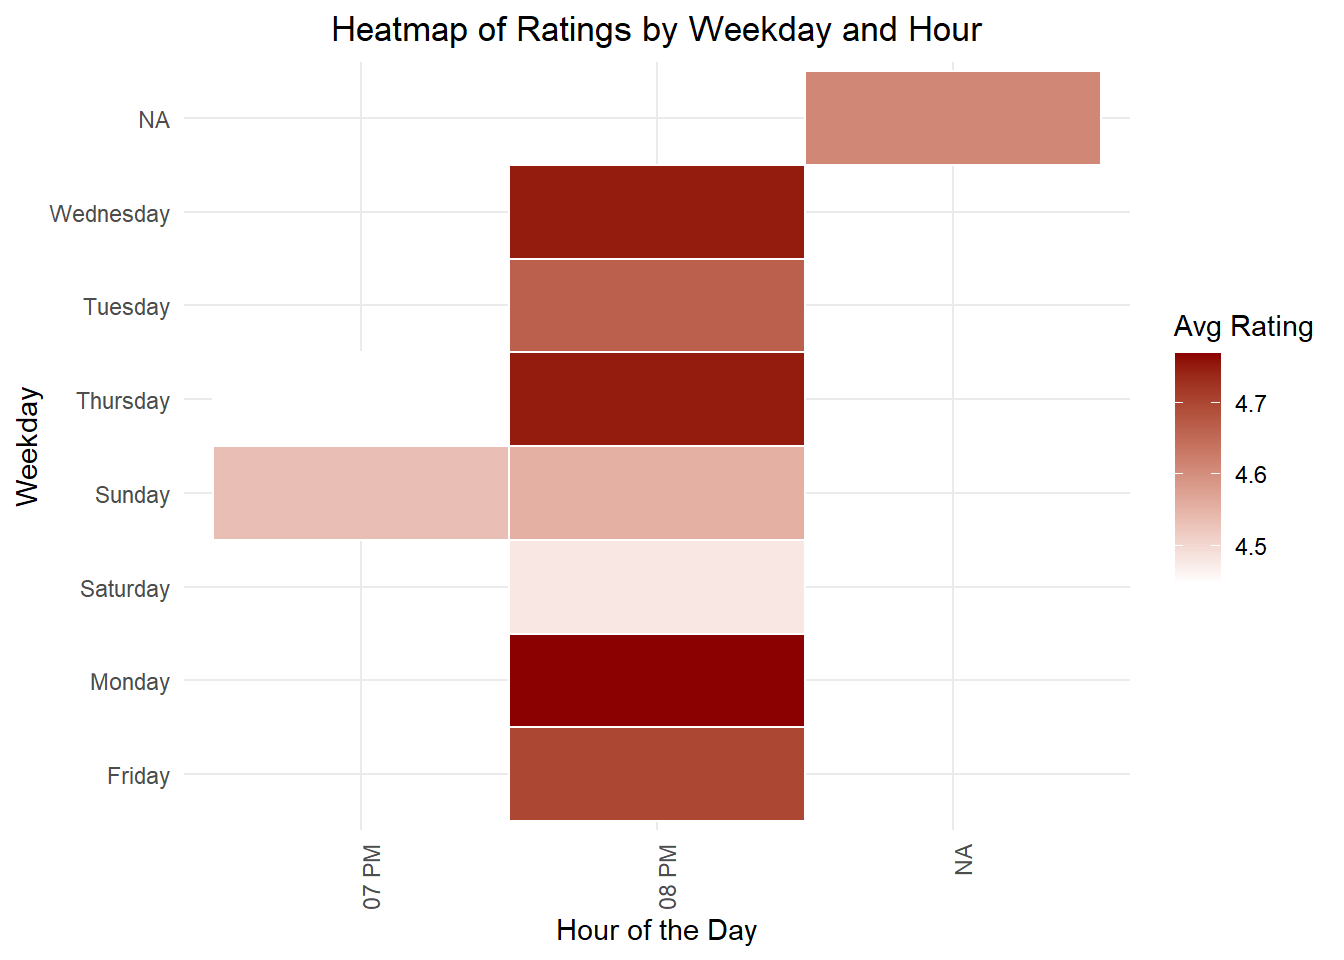 Heatmap of Ratings by Weekday and Hour
NA
Wednesday
Tuesday
Thursday
Sunday
Saturday
Monday
Friday
Weekday
07 PM
08 PM
NA
Hour of the Day
Avg Rating
4.7
4.6
4.5